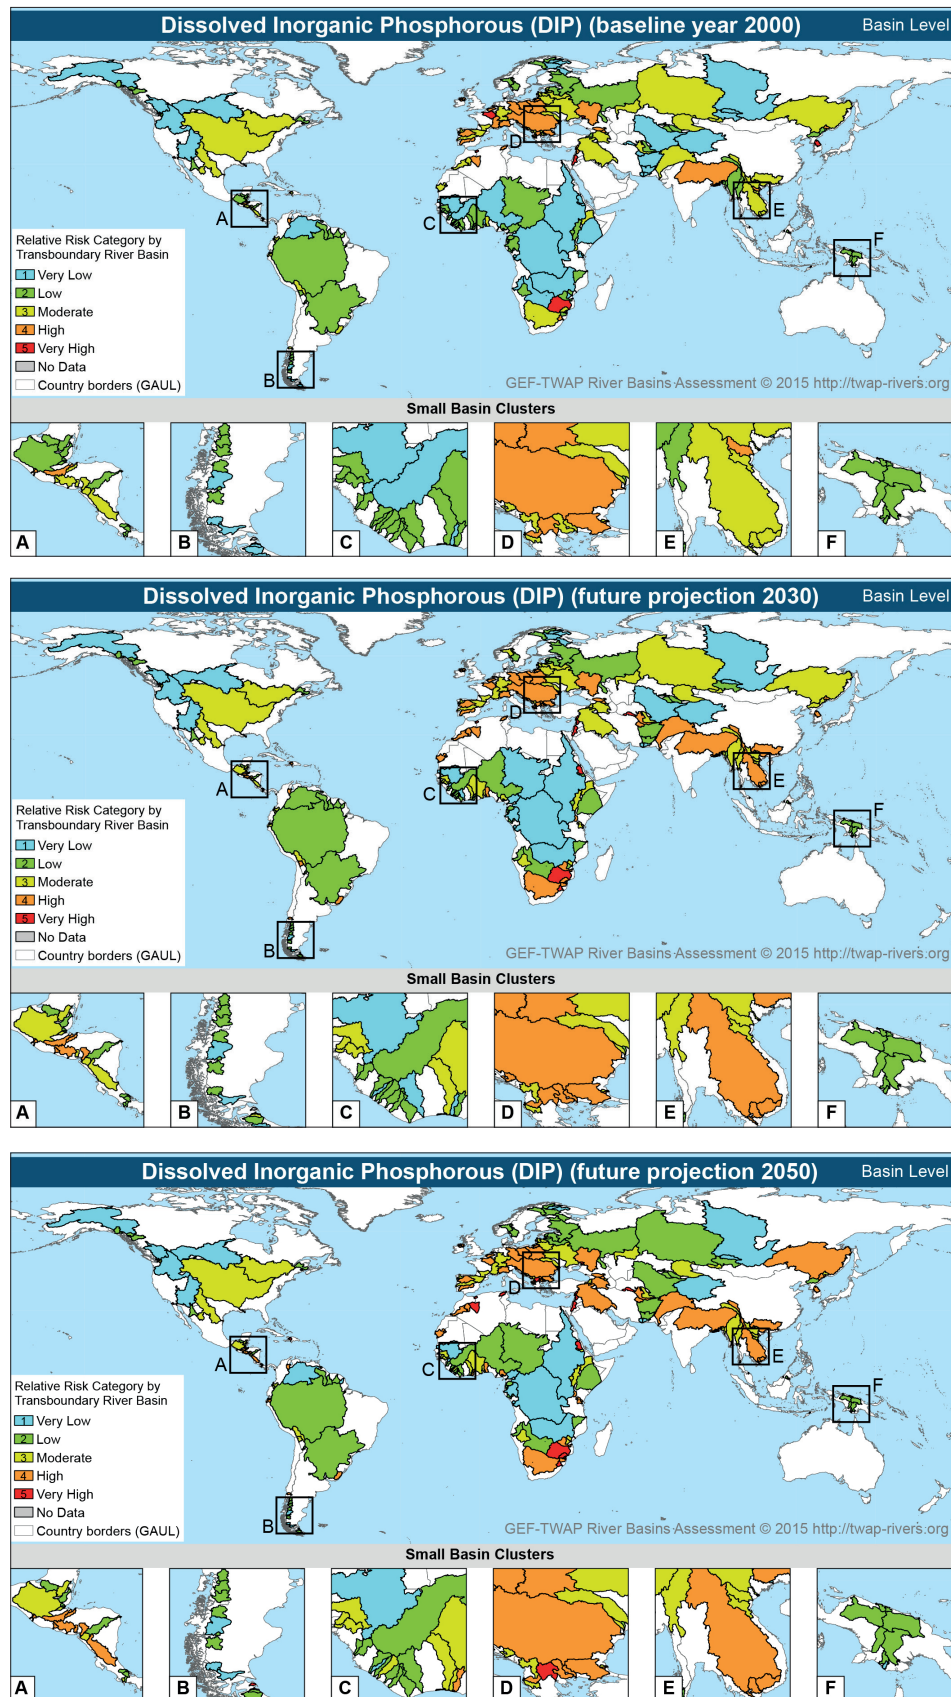 Dissolved Inorganic Phosphorous (DIP) (baseline year 2000) Basin Level
A
B
C
D
E
F
Relative Risk Category by
Transboundary River Basin
1 Very Low
2 Low
3 Moderate
4 High
5 Very High
No Data
Country borders (GAUL)
GEF-TWAP River Basins Assessment © 2015 http://twap-rivers.org
Small Basin Clusters
A B C D E F
Dissolved Inorganic Phosphorous (DIP) (future projection 2030) Basin Level
A
B
C
D
E
F
Relative Risk Category by
Transboundary River Basin
1 Very Low
2 Low
3 Moderate
4 High
5 Very High
No Data
Country borders (GAUL)
GEF-TWAP River Basins Assessment © 2015 http://twap-rivers.org
Small Basin Clusters
A B C D E F
Dissolved Inorganic Phosphorous (DIP) (future projection 2050) Basin Level
A
B
C
D
E
F
Relative Risk Category by
Transboundary River Basin
1 Very Low
2 Low
3 Moderate
4 High
5 Very High
No Data
Country borders (GAUL)
GEF-TWAP River Basins Assessment © 2015 http://twap-rivers.org
Small Basin Clusters
A B C D E F